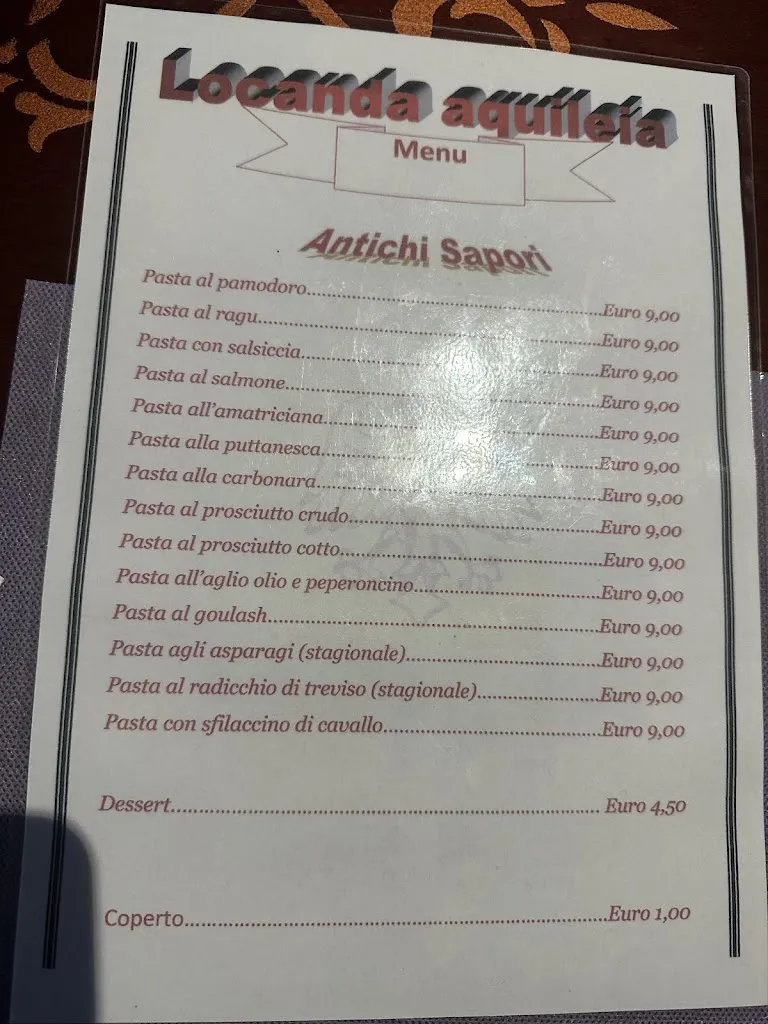 Locanda aquileia
Menu
Antichi Sapori
Pasta al pamodoro..............................Euro 9,00
Pasta al ragu..............................Euro 9,00
Pasta con salsiccia..............................Euro 9,00
Pasta al salmone..............................Euro 9,00
Pasta all'amatriciana..............................Euro 9,00
Pasta alla puttanesca..............................Euro 9,00
Pasta alla carbonara..............................Euro 9,00
Pasta al prosciutto crudo..............................Euro 9,00
Pasta al prosciutto cotto..............................Euro 9,00
Pasta all'aglio olio e peperoncino..............................Euro 9,00
Pasta al goulash..............................Euro 9,00
Pasta agli asparagi (stagionale)..............................Euro 9,00
Pasta al radicchio di treviso (stagionale)..............................Euro 9,00
Pasta con sfilaccino di cavallo..............................Euro 9,00
Dessert.............................. Euro 4,50
Coperto..............................Euro 1,00